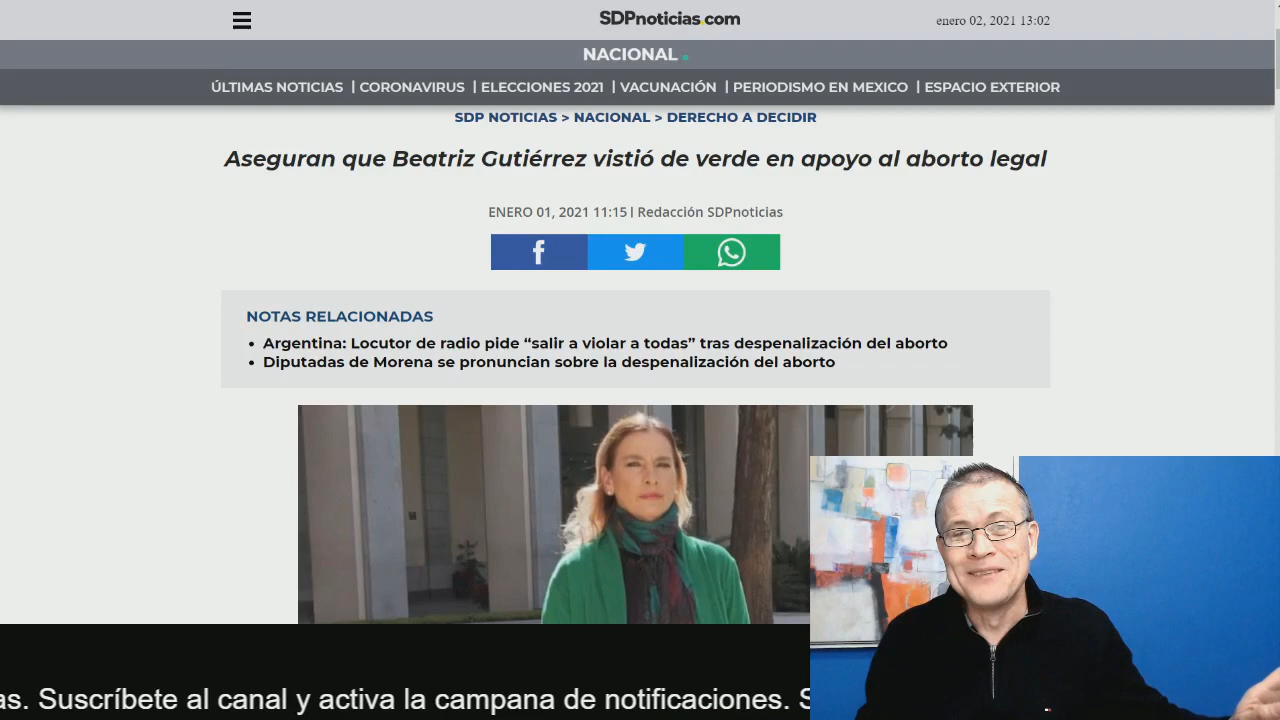 SDPnoticias.com
enero 02, 2021 13:02
NACIONAL
ÚLTIMAS NOTICIAS | CORONAVIRUS | ELECCIONES 2021 | VACUNACIÓN | PERIODISMO EN MEXICO | ESPACIO EXTERIOR
SDP NOTICIAS > NACIONAL > DERECHO A DECIDIR
Aseguran que Beatriz Gutiérrez vistió de verde en apoyo al aborto legal
ENERO 01, 2021 11:15 | Redacción SDPnoticias
NOTAS RELACIONADAS
• Argentina: Locutor de radio pide “salir a violar a todas” tras despenalización del aborto
• Diputadas de Morena se pronuncian sobre la despenalización del aborto
as. Suscríbete al canal y activa la campana de notificaciones. S